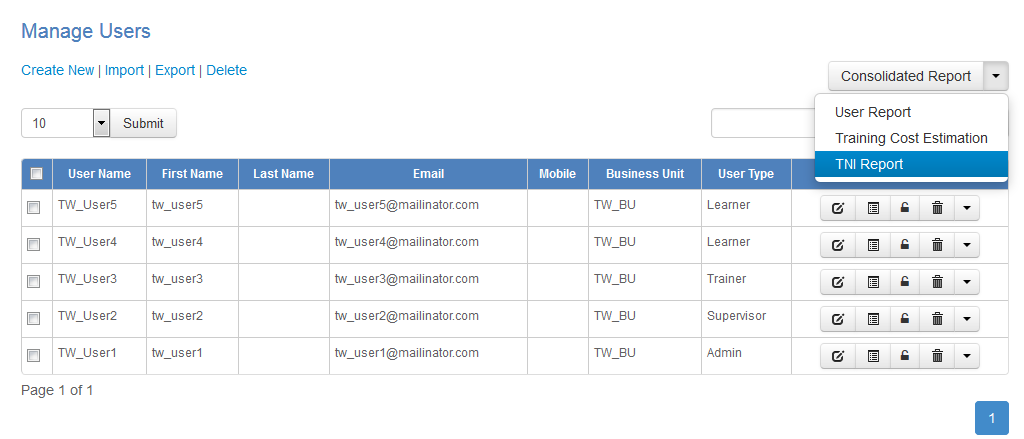 Manage Users
Create New | Import | Export | Delete
Consolidated Report
User Report
Training Cost Estimation
TNI Report
10 Submit
User Name First Name Last Name Email Mobile Business Unit User Type
TW_User5 tw_user5 tw_user5@mailinator.com TW_BU Learner
TW_User4 tw_user4 tw_user4@mailinator.com TW_BU Learner
TW_User3 tw_user3 tw_user3@mailinator.com TW_BU Trainer
TW_User2 tw_user2 tw_user2@mailinator.com TW_BU Supervisor
TW_User1 tw_user1 tw_user1@mailinator.com TW_BU Admin
Page 1 of 1
1